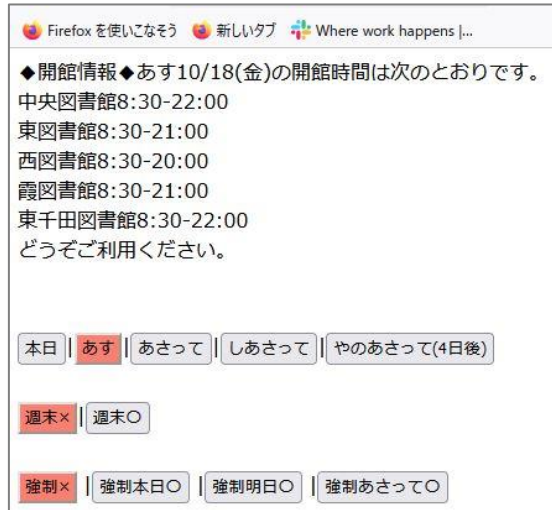 Firefox を使いこなそう 新しいタブ Where work happens |...
◆開館情報◆あす10/18(金)の開館時間は次のとおりです。
中央図書館8:30-22:00
東図書館8:30-21:00
西図書館8:30-20:00
霞図書館8:30-21:00
東千田図書館8:30-22:00
どうぞご利用ください。
本日 | あす | あさって | しあさって | やのあさって(4日後)
週末× | 週末○
強制× | 強制本日○ | 強制明日○ | 強制あさって○